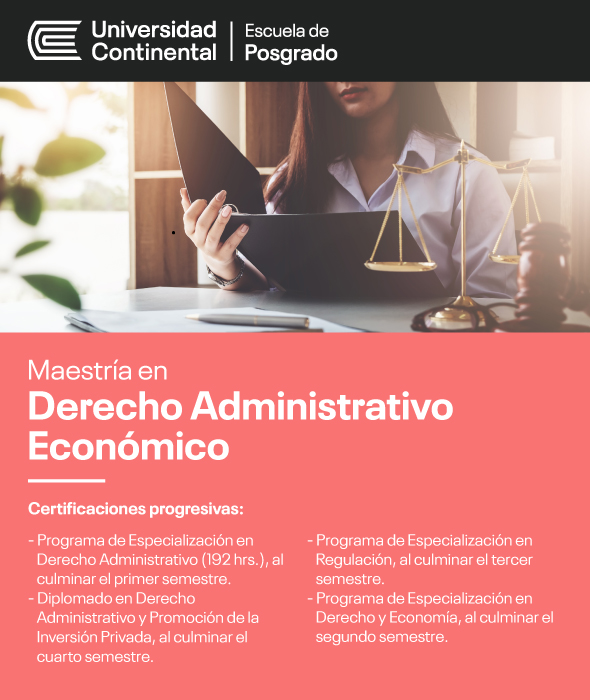 Universidad
Continental
Escuela de
Posgrado
Maestría en
Derecho Administrativo
Económico
Certificaciones progresivas:
- Programa de Especialización en
Derecho Administrativo (192 hrs.), al
culminar el primer semestre.
- Diplomado en Derecho
Administrativo y Promoción de la
Inversión Privada, al culminar el
cuarto semestre.
- Programa de Especialización en
Regulación, al culminar el tercer
semestre.
- Programa de Especialización en
Derecho y Economía, al culminar el
segundo semestre.